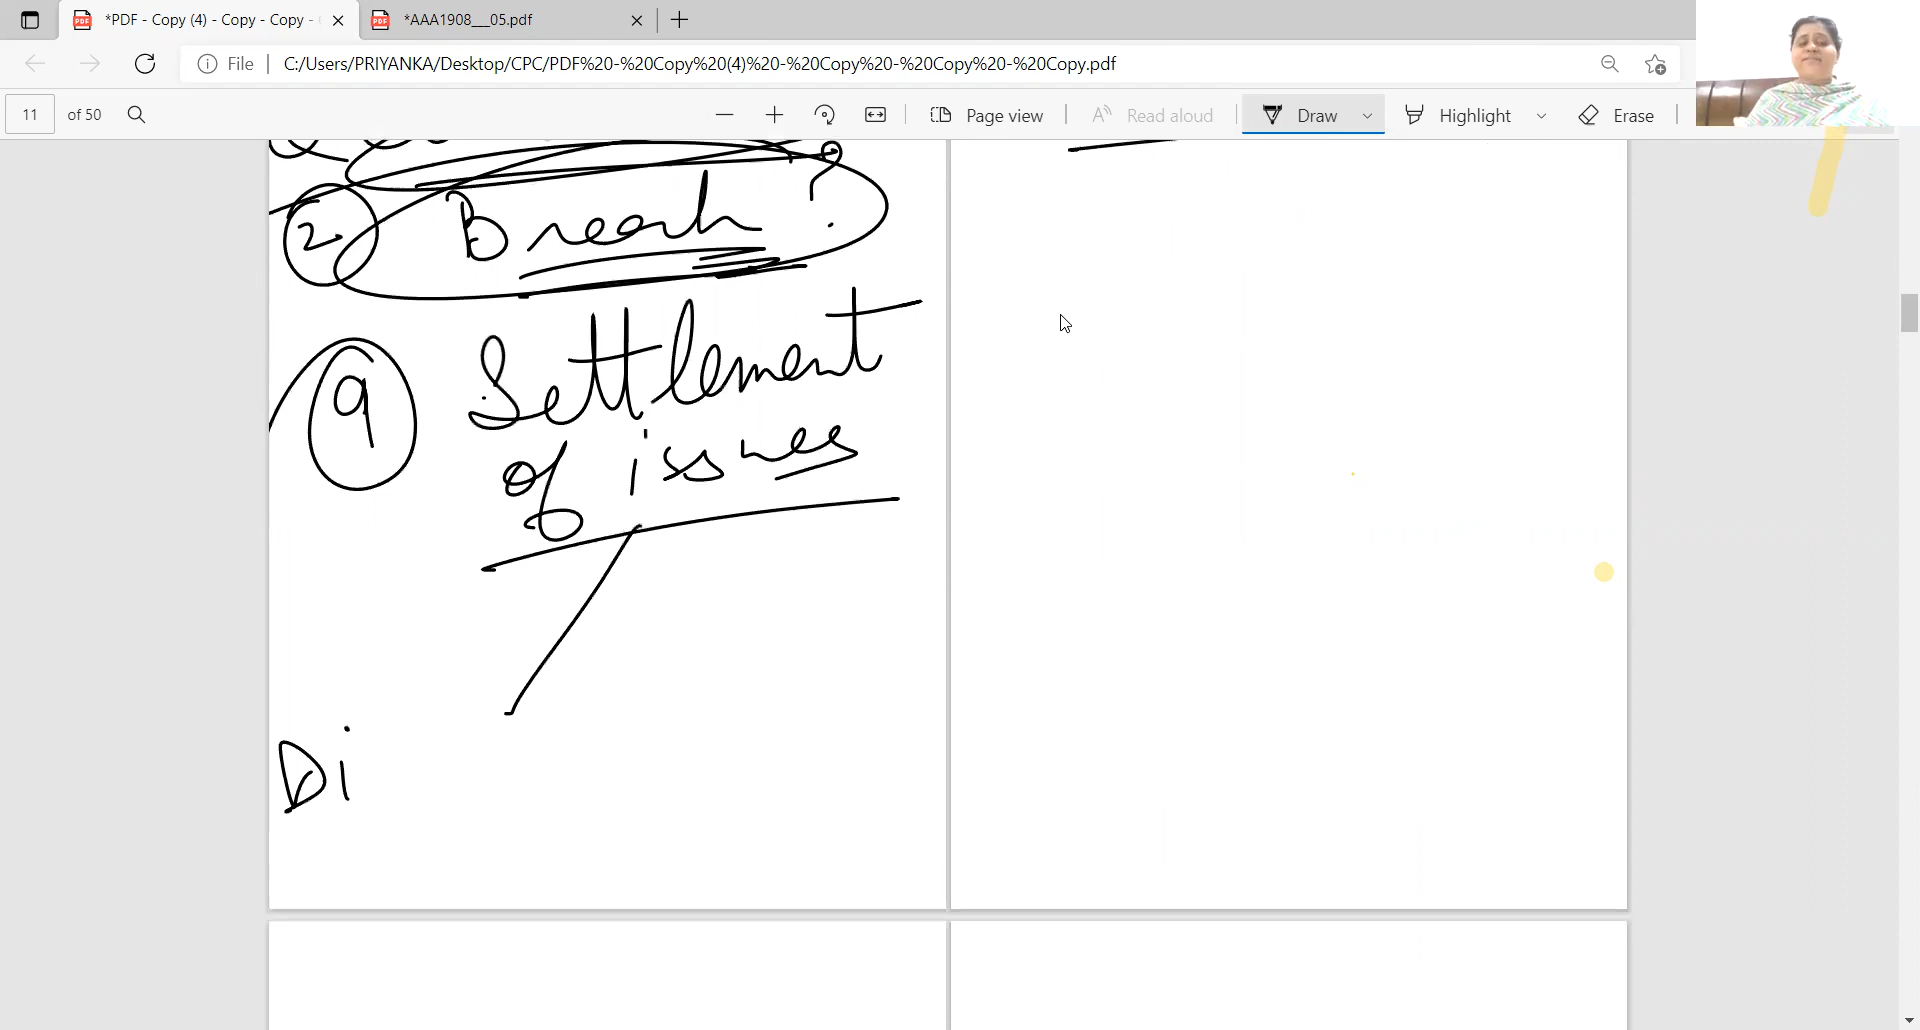 *PDF - Copy (4) - Copy - Copy -
*AAA1908___05.pdf
File
C:/Users/PRIYANKA/Desktop/CPC/PDF%20-%20Copy%20(4)%20-%20Copy%20-%20Copy%20-%20Copy.pdf
11 of 50
Page view
Read aloud
Draw
Highlight
Erase
2. Breach ?
9 Settlement
of issues
Di